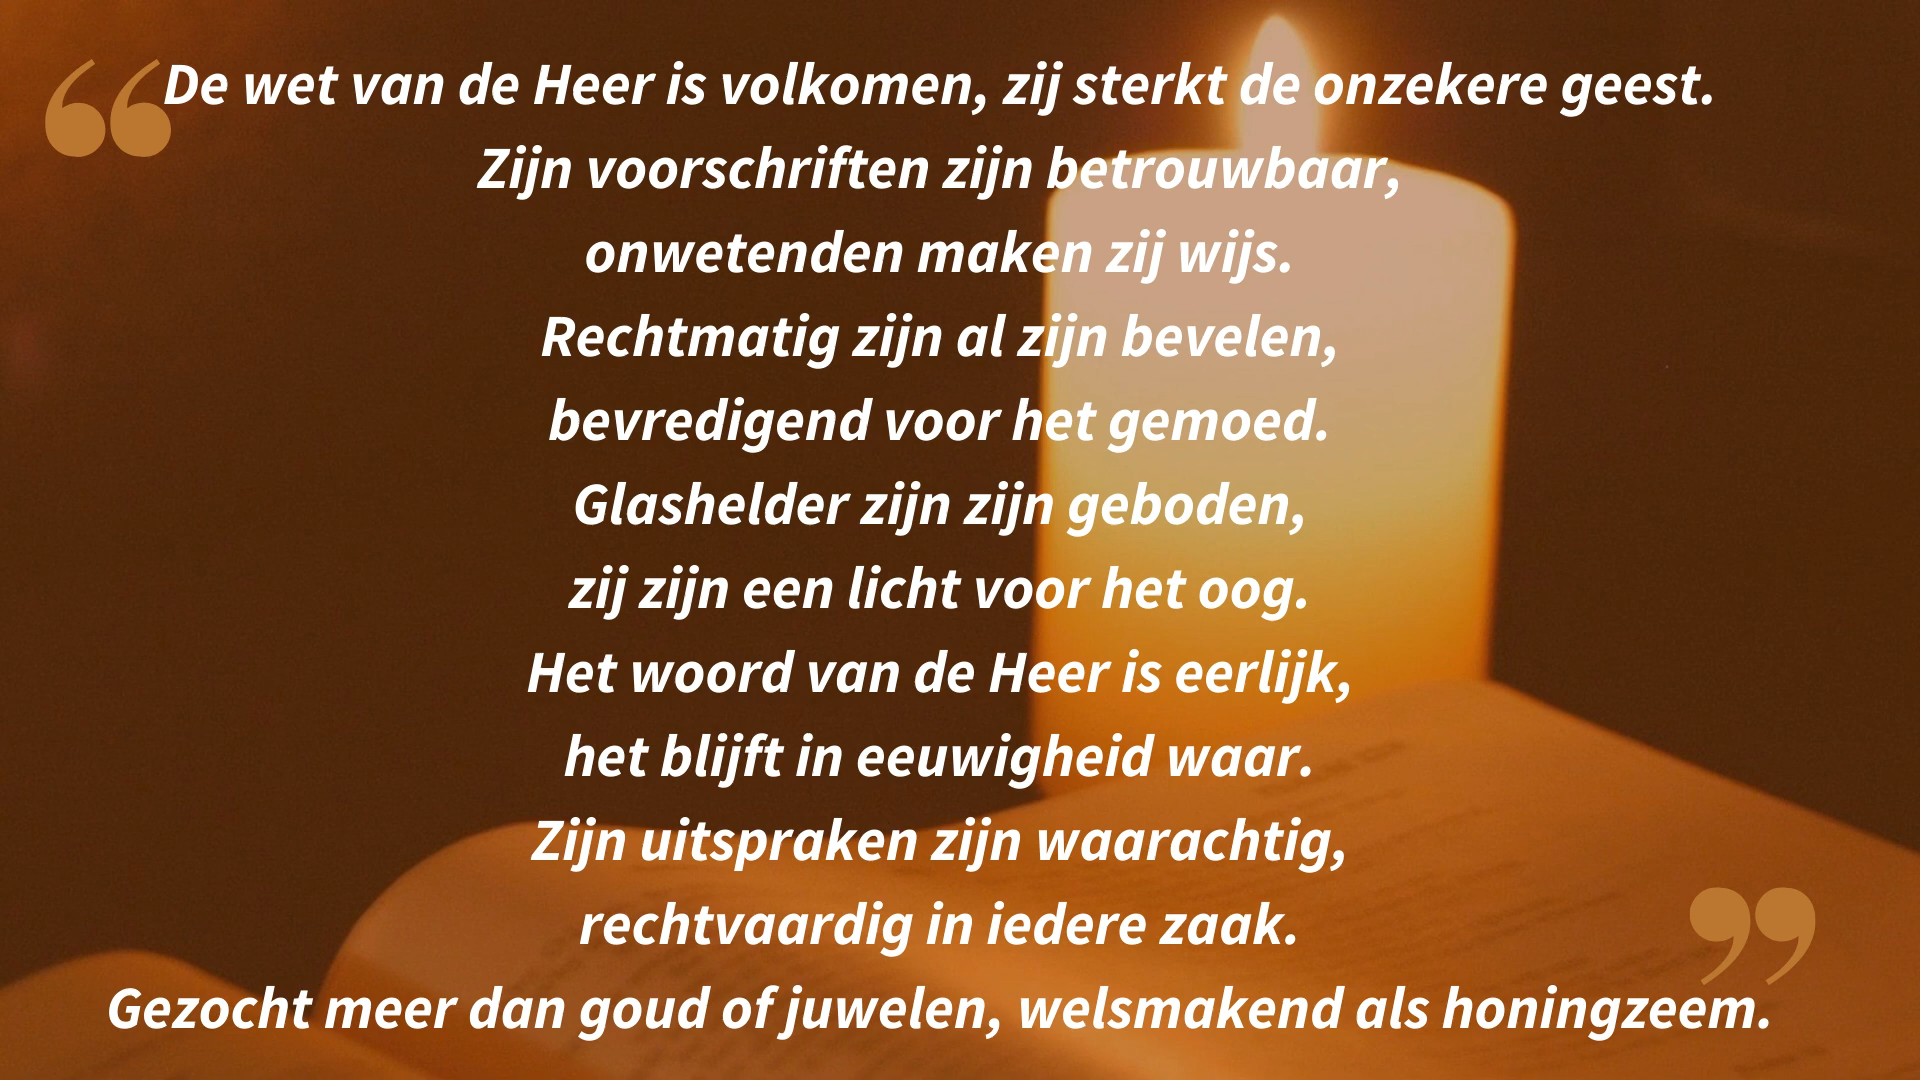 “De wet van de Heer is volkomen, zij sterkt de onzekere geest.
Zijn voorschriften zijn betrouwbaar,
onwetenden maken zij wijs.
Rechtmatig zijn al zijn bevelen,
bevredigend voor het gemoed.
Glashelder zijn zijn geboden,
zij zijn een licht voor het oog.
Het woord van de Heer is eerlijk,
het blijft in eeuwigheid waar.
Zijn uitspraken zijn waarachtig,
rechtvaardig in iedere zaak.
Gezocht meer dan goud of juwelen, welsmakend als honingzeem.”